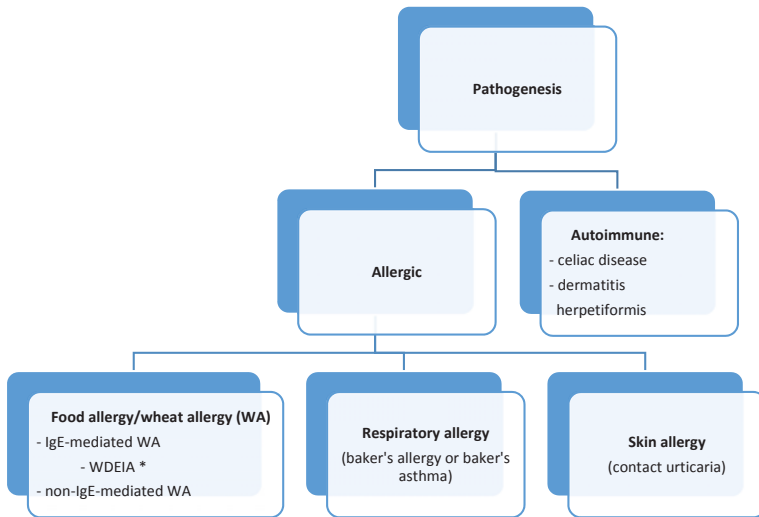 Pathogenesis
Allergic
Autoimmune:
- celiac disease
- dermatitis
herpetiformis
Food allergy/wheat allergy (WA)
- IgE-mediated WA
- WDEIA *
- non-IgE-mediated WA
Respiratory allergy
(baker's allergy or baker's
asthma)
Skin allergy
(contact urticaria)